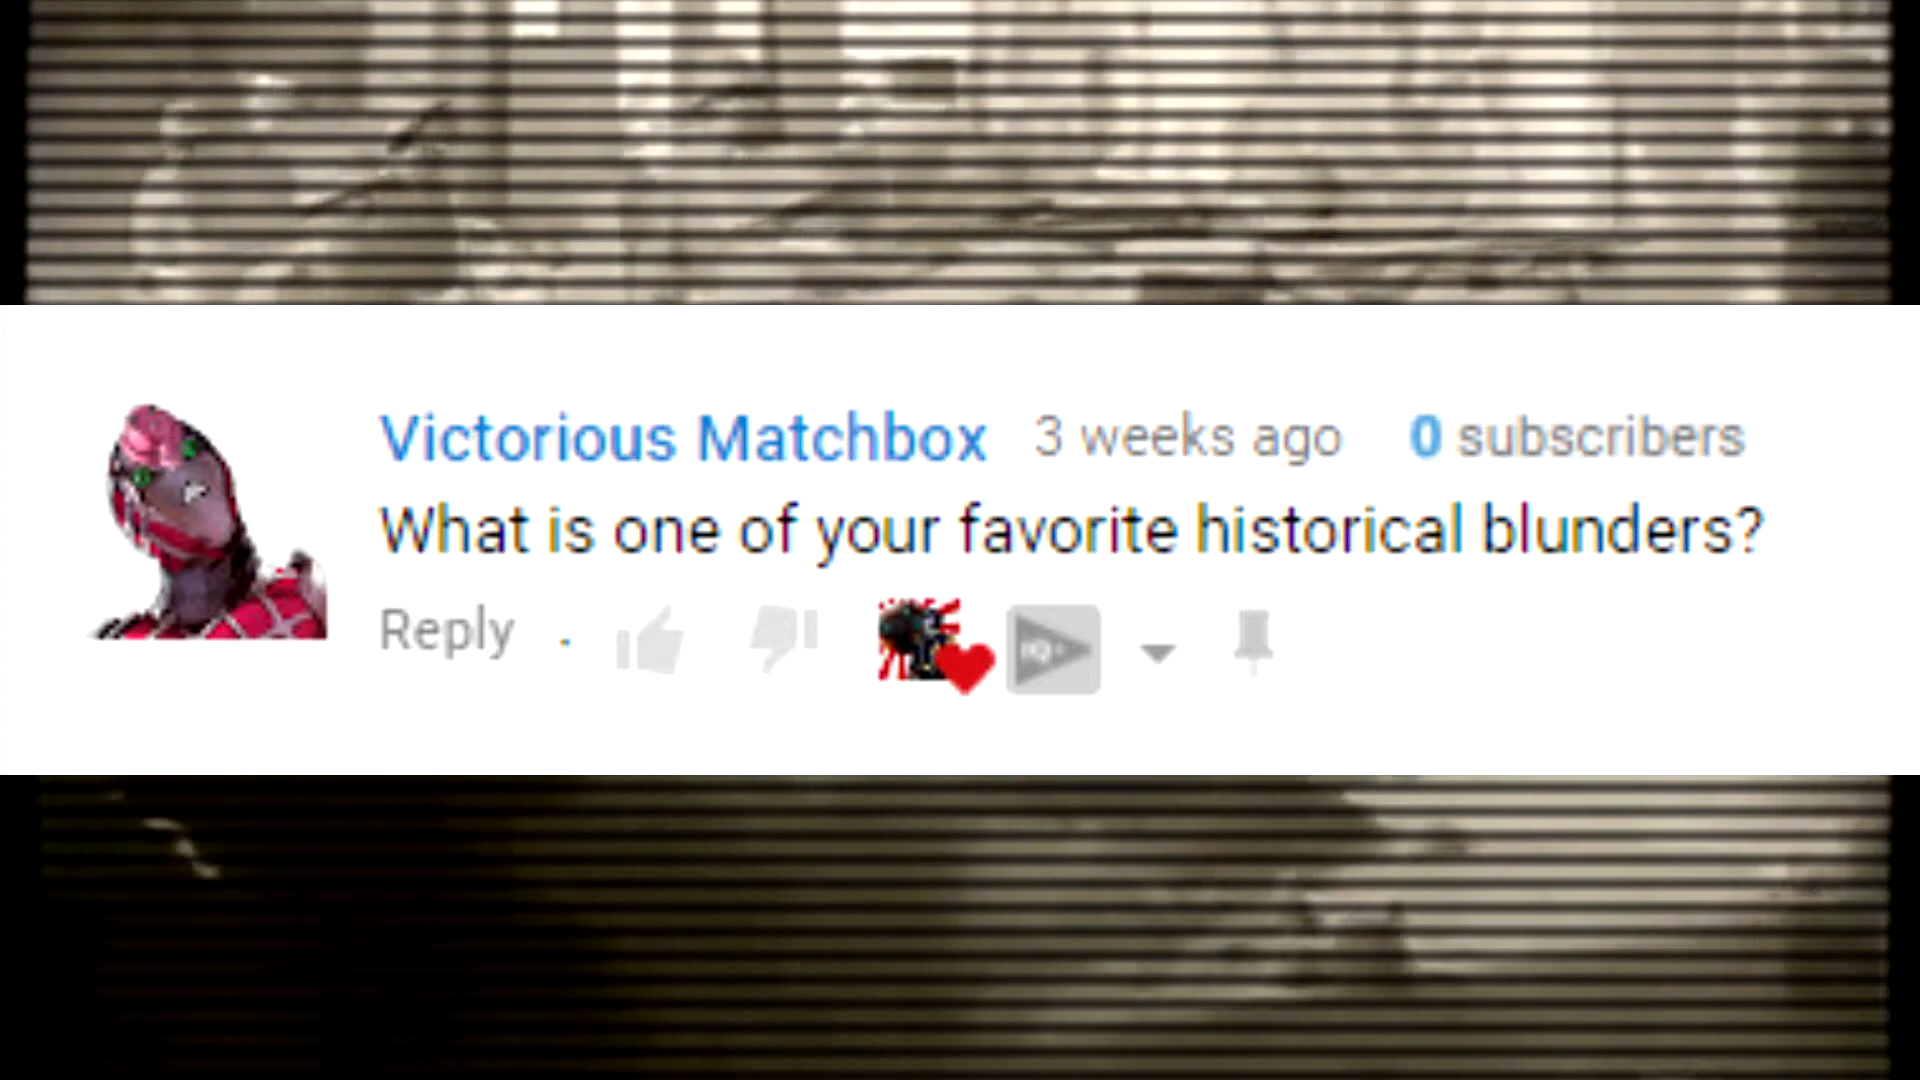 Victorious Matchbox 3 weeks ago 0 subscribers
What is one of your favorite historical blunders?
Reply